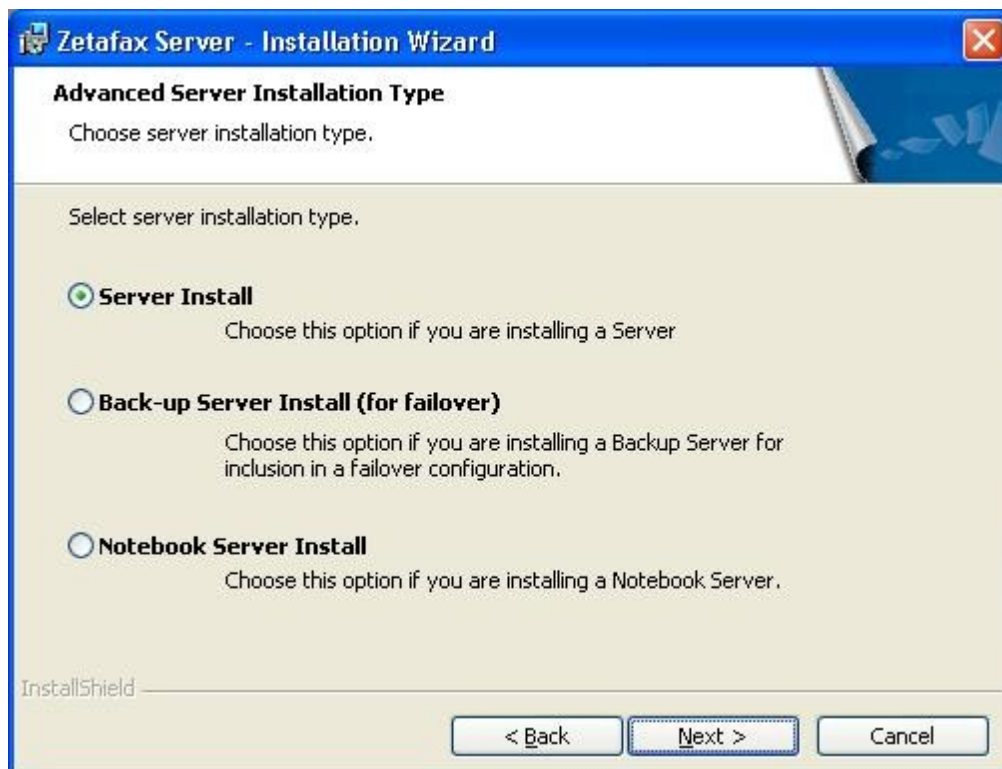 Zetafax Server - Installation Wizard
Advanced Server Installation Type
Choose server installation type.
Select server installation type.
Server Install
Choose this option if you are installing a Server
Back-up Server Install (for failover)
Choose this option if you are installing a Backup Server for
inclusion in a failover configuration.
Notebook Server Install
Choose this option if you are installing a Notebook Server.
InstallShield
< Back
Next >
Cancel